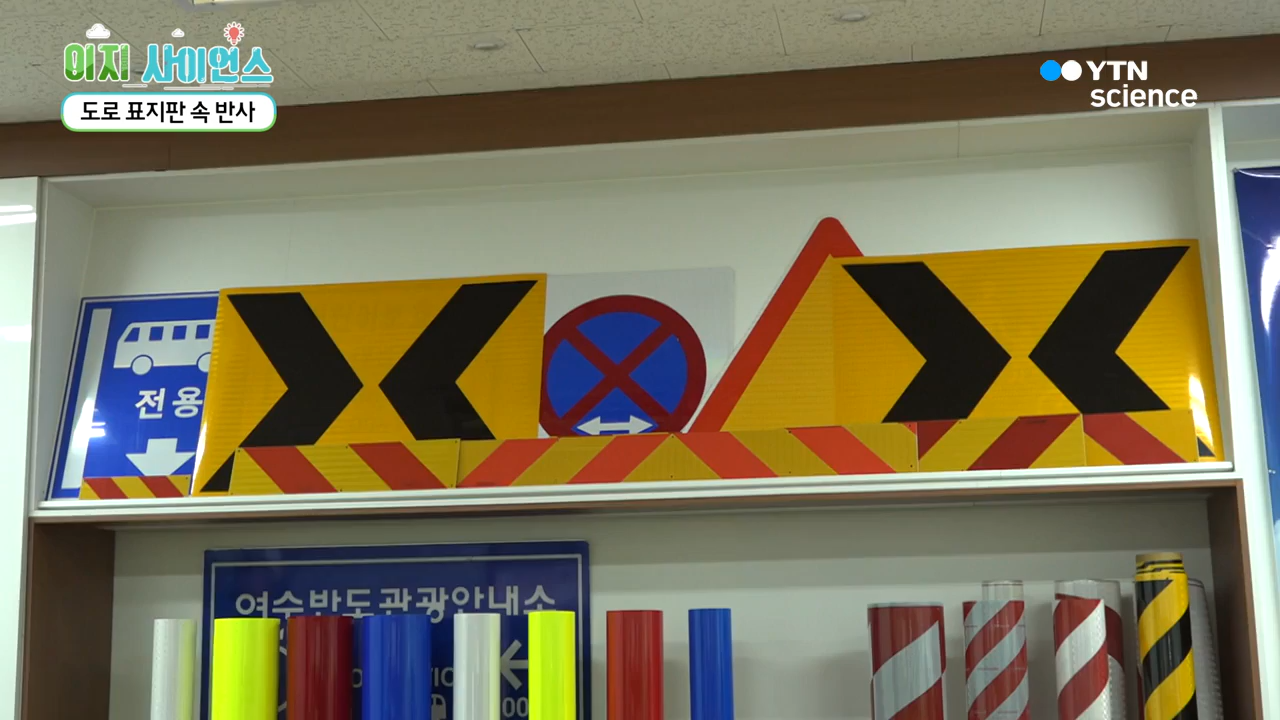 이지 사이언스
도로 표지판 속 반사
YTN
science
전용
여수반도관광안내소